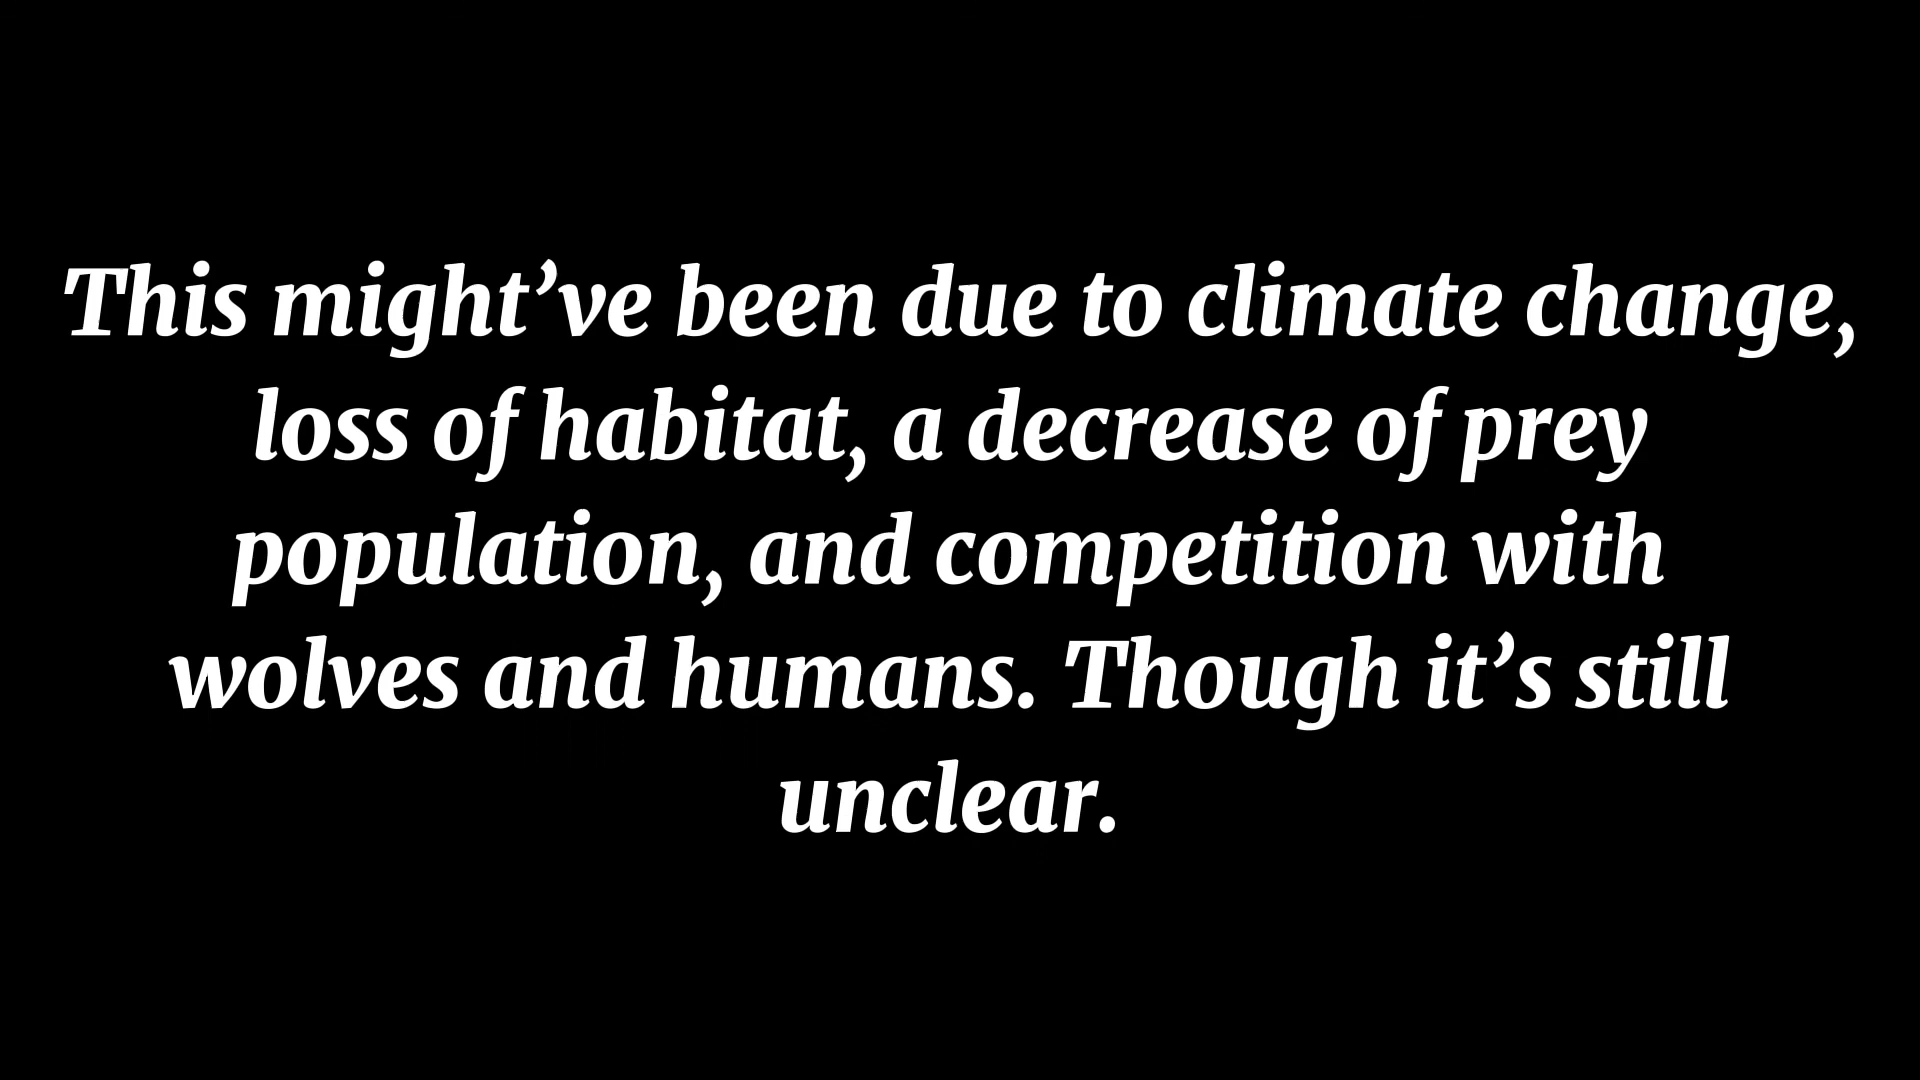 This might’ve been due to climate change,
loss of habitat, a decrease of prey
population, and competition with
wolves and humans. Though it’s still
unclear.